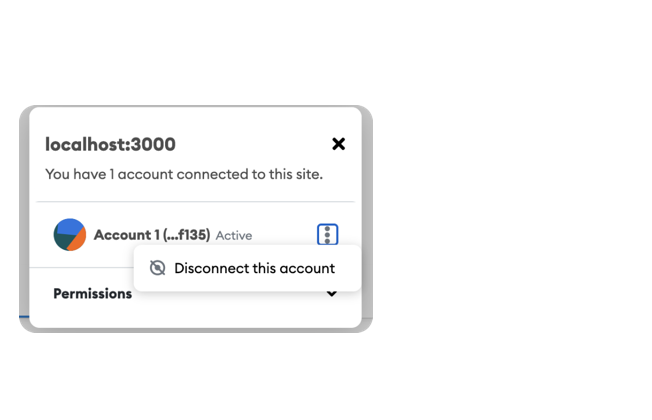 localhost:3000
You have 1 account connected to this site.
Account 1 (...f135) Active
Disconnect this account
Permissions